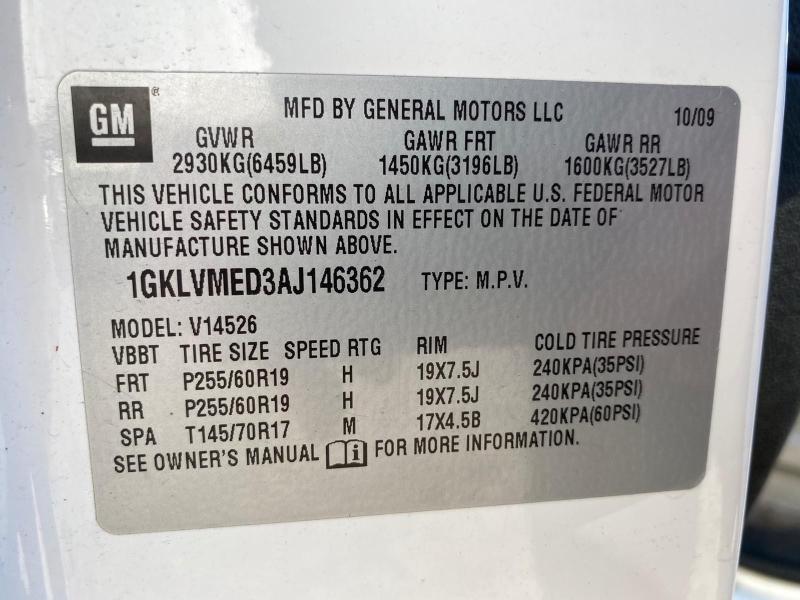 GM®
MFD BY GENERAL MOTORS LLC 10/09
GVWR GAWR FRT GAWR RR
2930KG(6459LB) 1450KG(3196LB) 1600KG(3527LB)
THIS VEHICLE CONFORMS TO ALL APPLICABLE U.S. FEDERAL MOTOR
VEHICLE SAFETY STANDARDS IN EFFECT ON THE DATE OF
MANUFACTURE SHOWN ABOVE.
1GKLVMED3AJ146362 TYPE: M.P.V.
MODEL: V14526
VBBT TIRE SIZE SPEED RTG RIM COLD TIRE PRESSURE
FRT P255/60R19 H 19X7.5J 240KPA(35PSI)
RR P255/60R19 H 19X7.5J 240KPA(35PSI)
SPA T145/70R17 M 17X4.5B 420KPA(60PSI)
SEE OWNER'S MANUAL i FOR MORE INFORMATION.